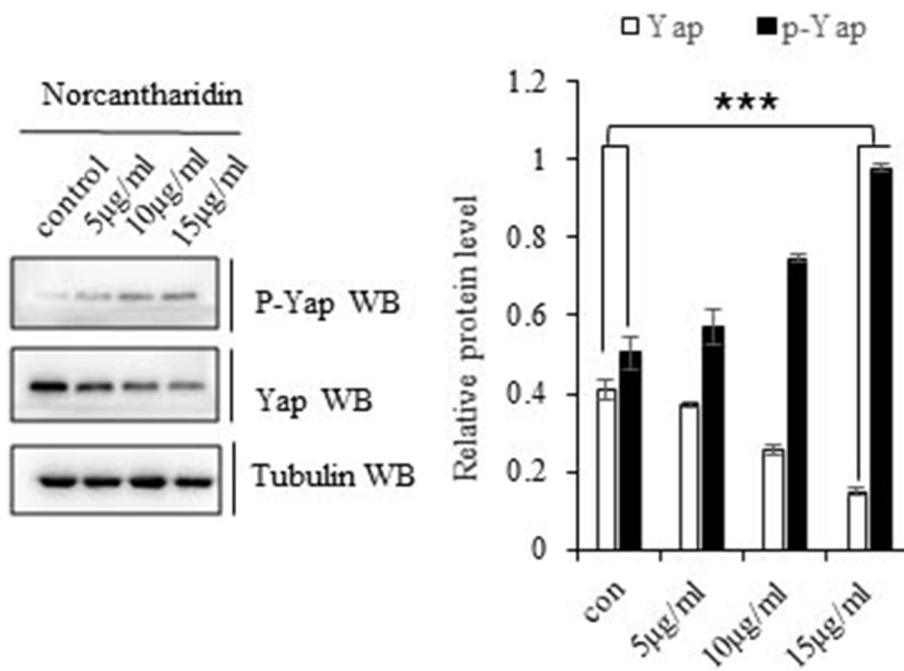 Norcantharidin
control 5µg/ml 10µg/ml 15µg/ml
P-Yap WB
Yap WB
Tubulin WB
Yap p-Yap
***
Relative protein level
1.2
1
0.8
0.6
0.4
0.2
0
con 5µg/ml 10µg/ml 15µg/ml